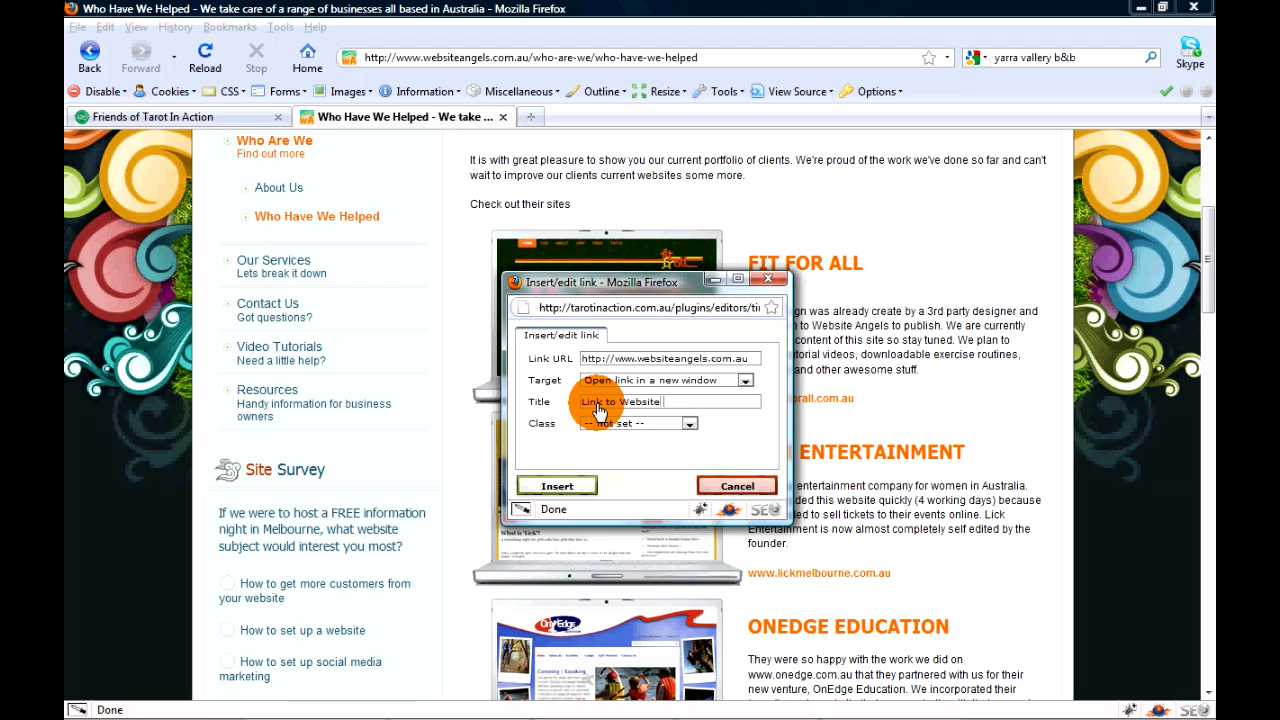 Who Have We Helped - We take care of a range of businesses all based in Australia - Mozilla Firefox
File Edit View History Bookmarks Tools Help
Back Forward Reload Stop Home
http://www.websiteangels.com.au/who-are-we/who-have-we-helped
yarra vallery b&b
Skype
Disable Cookies CSS Forms Images Information Miscellaneous Outline Resize Tools View Source Options
Friends of Tarot In Action
Who Have We Helped - We take ...
Who Are We
Find out more
About Us
Who Have We Helped
Our Services
Lets break it down
Contact Us
Got questions?
Video Tutorials
Need a little help?
Resources
Handy information for business
owners
Site Survey
If we were to host a FREE information
night in Melbourne, what website
subject would interest you most?
How to get more customers from
your website
How to set up a website
How to set up social media
marketing
It is with great pleasure to show you our current portfolio of clients. We're proud of the work we've done so far and can't
wait to improve our clients current websites some more.
Check out their sites
FIT FOR ALL
ign was already create by a 3rd party designer and
n to Website Angels to publish. We are currently
content of this site so stay tuned. We plan to
torial videos, downloadable exercise routines,
and other awesome stuff.
orall.com.au
ENTERTAINMENT
entertainment company for women in Australia.
ded this website quickly (4 working days) because
ed to sell tickets to their events online. Lick
Entertainment is now almost completely self edited by the
founder.
www.lickmelbourne.com.au
ONEDGE EDUCATION
They were so happy with the work we did on
www.onedge.com.au that they partnered with us for their
new venture, OnEdge Education. We incorporated their
Insert/edit link - Mozilla Firefox
http://tarotinaction.com.au/plugins/editors/ti
Insert/edit link
Link URL http://www.websiteangels.com.au
Target Open link in a new window
Title Link to Website
Class -- not set --
Insert Cancel
Done
SEO
What is 'Lick'?
OnEdge
Camping / Kayaking
Done
SEO